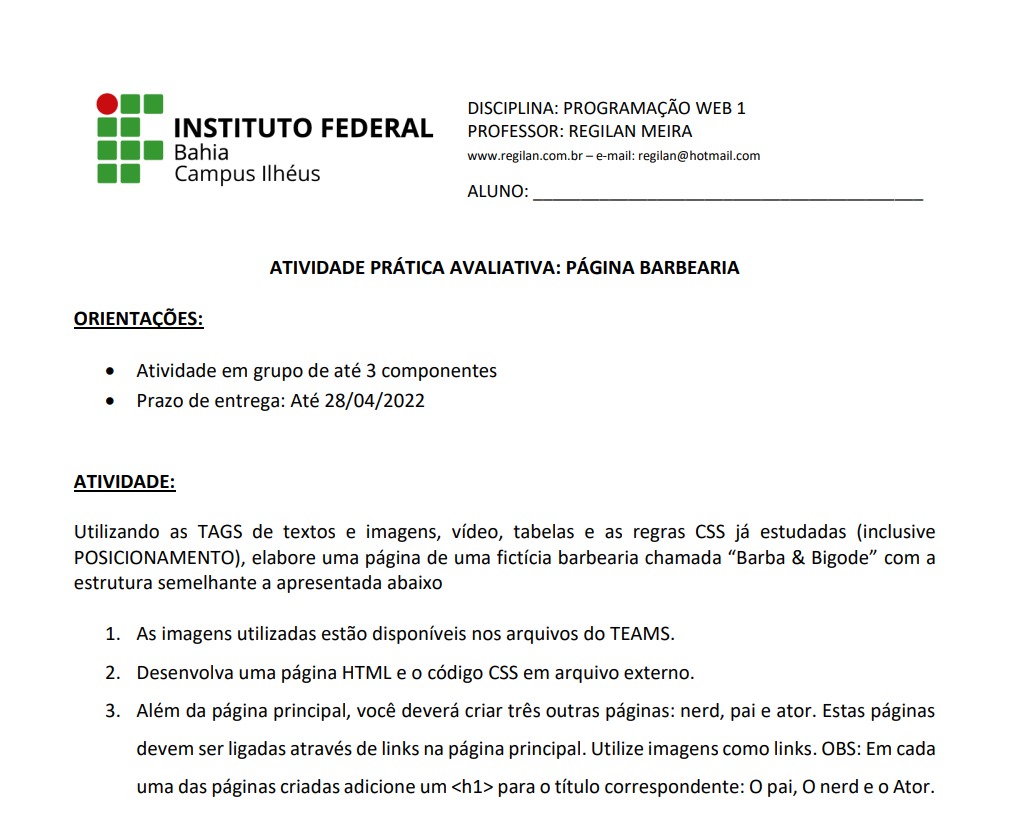 INSTITUTO FEDERAL
Bahia
Campus Ilhéus
DISCIPLINA: PROGRAMAÇÃO WEB 1
PROFESSOR: REGILAN MEIRA
www.regilan.com.br – e-mail: regilan@hotmail.com
ALUNO: ________________________________________
ATIVIDADE PRÁTICA AVALIATIVA: PÁGINA BARBEARIA
ORIENTAÇÕES:
• Atividade em grupo de até 3 componentes
• Prazo de entrega: Até 28/04/2022
ATIVIDADE:
Utilizando as TAGS de textos e imagens, vídeo, tabelas e as regras CSS já estudadas (inclusive
POSICIONAMENTO), elabore uma página de uma fictícia barbearia chamada “Barba & Bigode” com a
estrutura semelhante a apresentada abaixo
1. As imagens utilizadas estão disponíveis nos arquivos do TEAMS.
2. Desenvolva uma página HTML e o código CSS em arquivo externo.
3. Além da página principal, você deverá criar três outras páginas: nerd, pai e ator. Estas páginas
devem ser ligadas através de links na página principal. Utilize imagens como links. OBS: Em cada
uma das páginas criadas adicione um <h1> para o título correspondente: O pai, O nerd e o Ator.